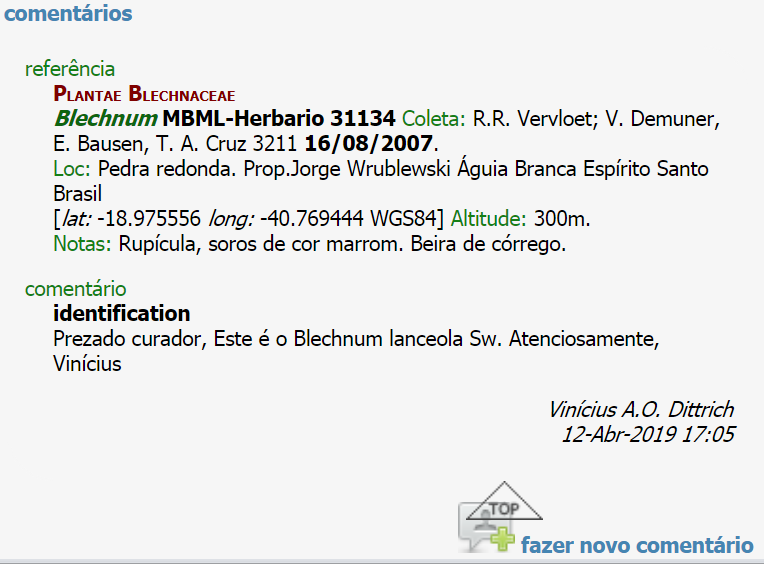 comentários
referência
PLANTAE BLECHNACEAE
Blechnum MBML-Herbario 31134 Coleta: R.R. Vervloet; V. Demuner,
E. Bausen, T. A. Cruz 3211 16/08/2007.
Loc: Pedra redonda. Prop.Jorge Wrublewski Águia Branca Espírito Santo
Brasil
[lat: -18.975556 long: -40.769444 WGS84] Altitude: 300m.
Notas: Rupícula, soros de cor marrom. Beira de córrego.
comentário
identification
Prezado curador, Este é o Blechnum lanceola Sw. Atenciosamente,
Vinícius
Vinícius A.O. Dittrich
12-Abr-2019 17:05
TOP
fazer novo comentário